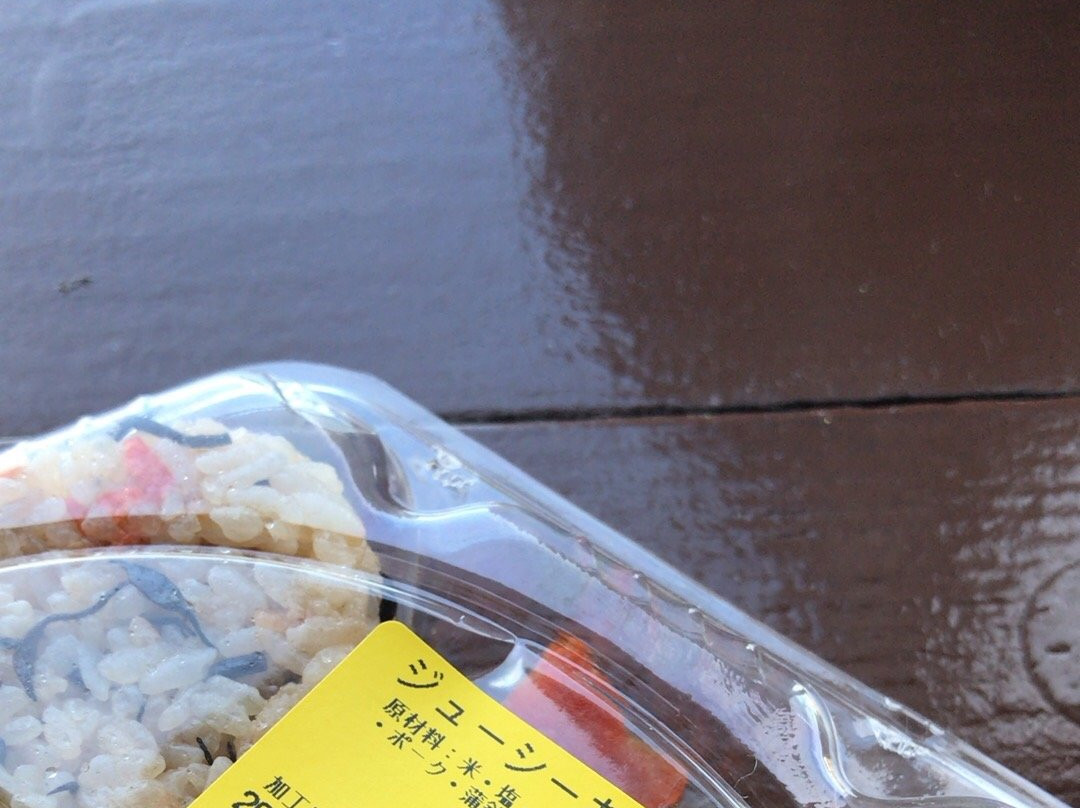 ジューシー
原材料：米・塩
・ポーク・蒲
加工